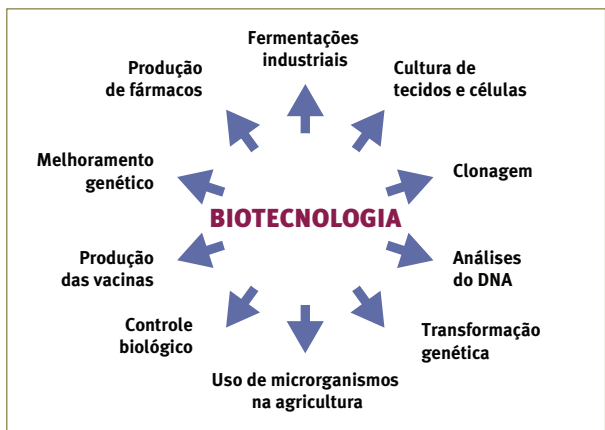 Fermentações
industriais
Cultura de
tecidos e células
Clonagem
Análises
do DNA
Transformação
genética
Uso de microrganismos
na agricultura
Controle
biológico
Produção
das vacinas
Melhoramento
genético
Produção
de fármacos
BIOTECNOLOGIA